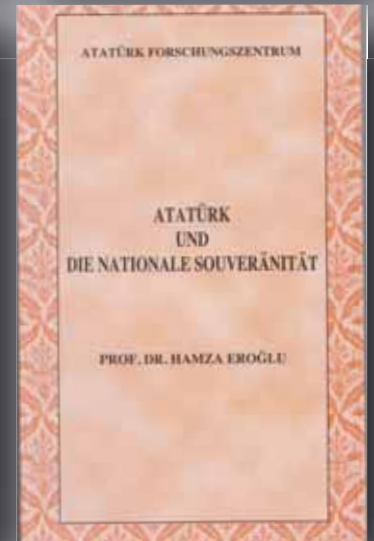 ATATÜRK FORSCHUNGSZENTRUM
ATATÜRK
UND
DIE NATIONALE SOUVERÄNITÄT
PROF. DR. HAMZA EROĞLU